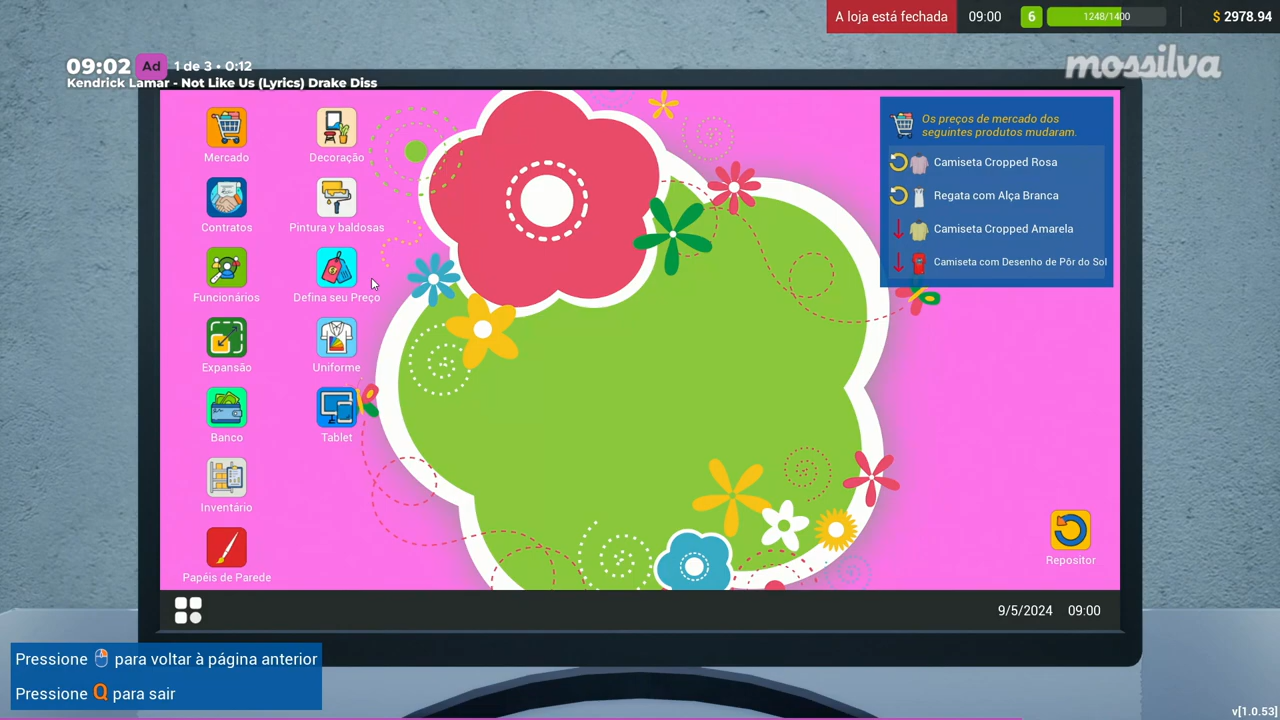 A loja está fechada
09:00
6
1248/1400
$ 2978.94
09:02 Ad 1 de 3 • 0:12
Kendrick Lamar - Not Like Us (Lyrics) Drake Diss
mossilva
Mercado
Decoração
Contratos
Pintura y baldosas
Funcionários
Defina seu Preço
Expansão
Uniforme
Banco
Tablet
Inventário
Papéis de Parede
Os preços de mercado dos
seguintes produtos mudaram.
Camiseta Cropped Rosa
Regata com Alça Branca
Camiseta Cropped Amarela
Camiseta com Desenho de Pôr do Sol
Repositor
9/5/2024 09:00
Pressione para voltar à página anterior
Pressione Q para sair
v[1.0.53]